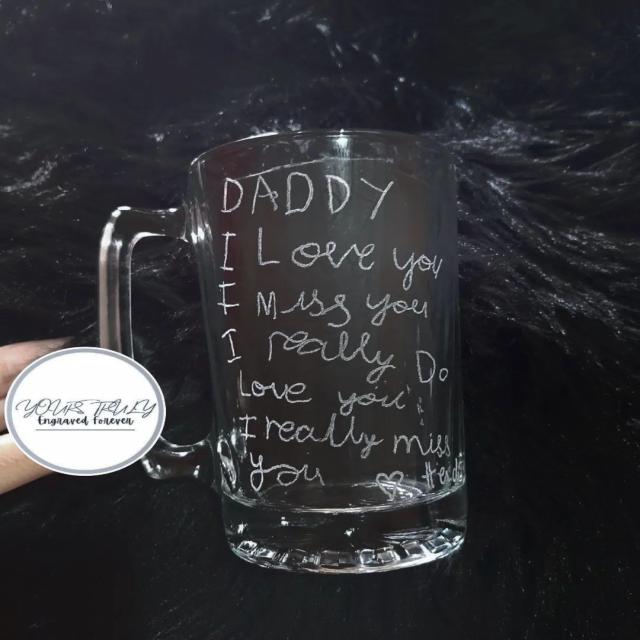 DADDY
I Love you
I Miss you
I really Do
Love you
I really miss
you
YOURS TRULY
Engraved Forever